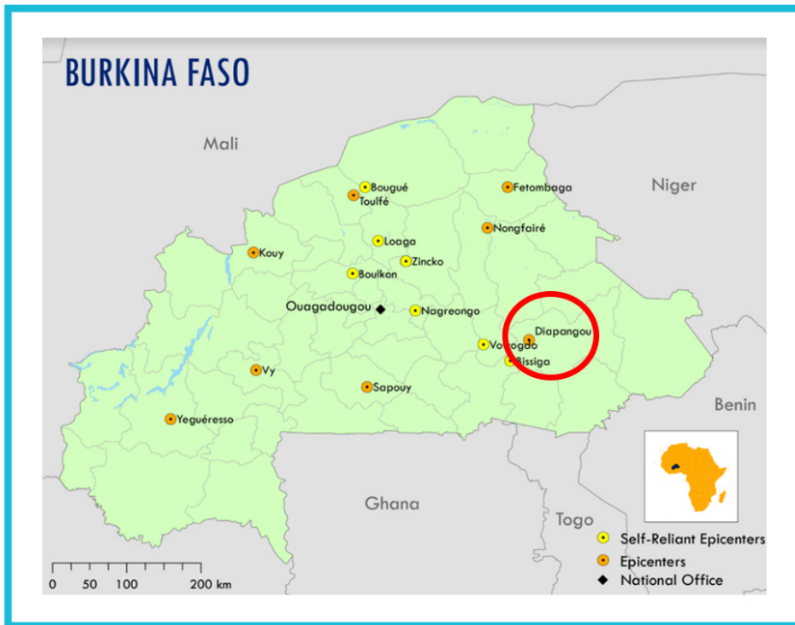 BURKINA FASO
Mali
Niger
Bougué
Toulfé
Fetombaga
Nongfairé
Loaga
Kouy
Zincko
Boulkon
Ouagadougou
Nagreongo
Diapangou
Bissiga
Vy
Sapouy
Yeguéresso
Benin
Ghana
Togo
Self-Reliant Epicenters
Epicenters
National Office
0 50 100 200 km